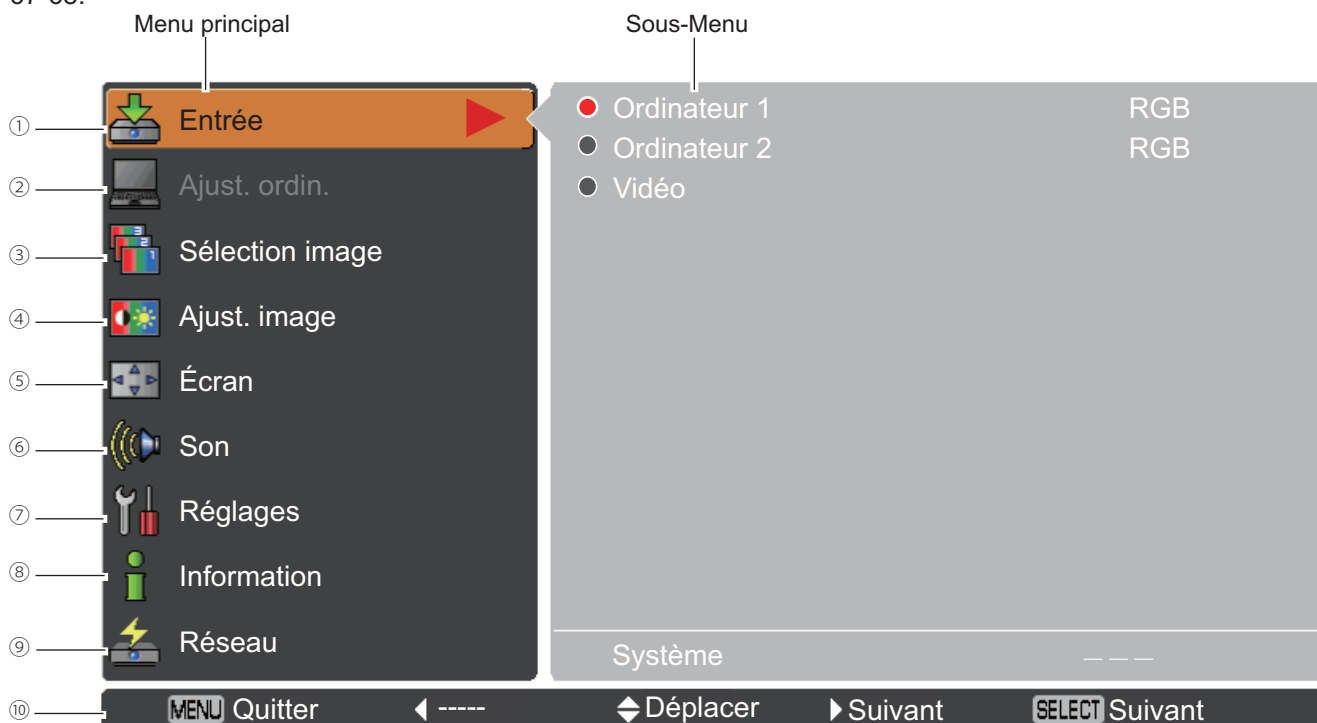 Menu principal Sous-Menu
① Entrée
② Ajust. ordin.
③ Sélection image
④ Ajust. image
⑤ Écran
⑥ Son
⑦ Réglages
⑧ Information
⑨ Réseau
Ordinateur 1 RGB
Ordinateur 2 RGB
Vidéo
Système – – –
⑩ MENU Quitter ----- Déplacer Suivant SELECT Suivant